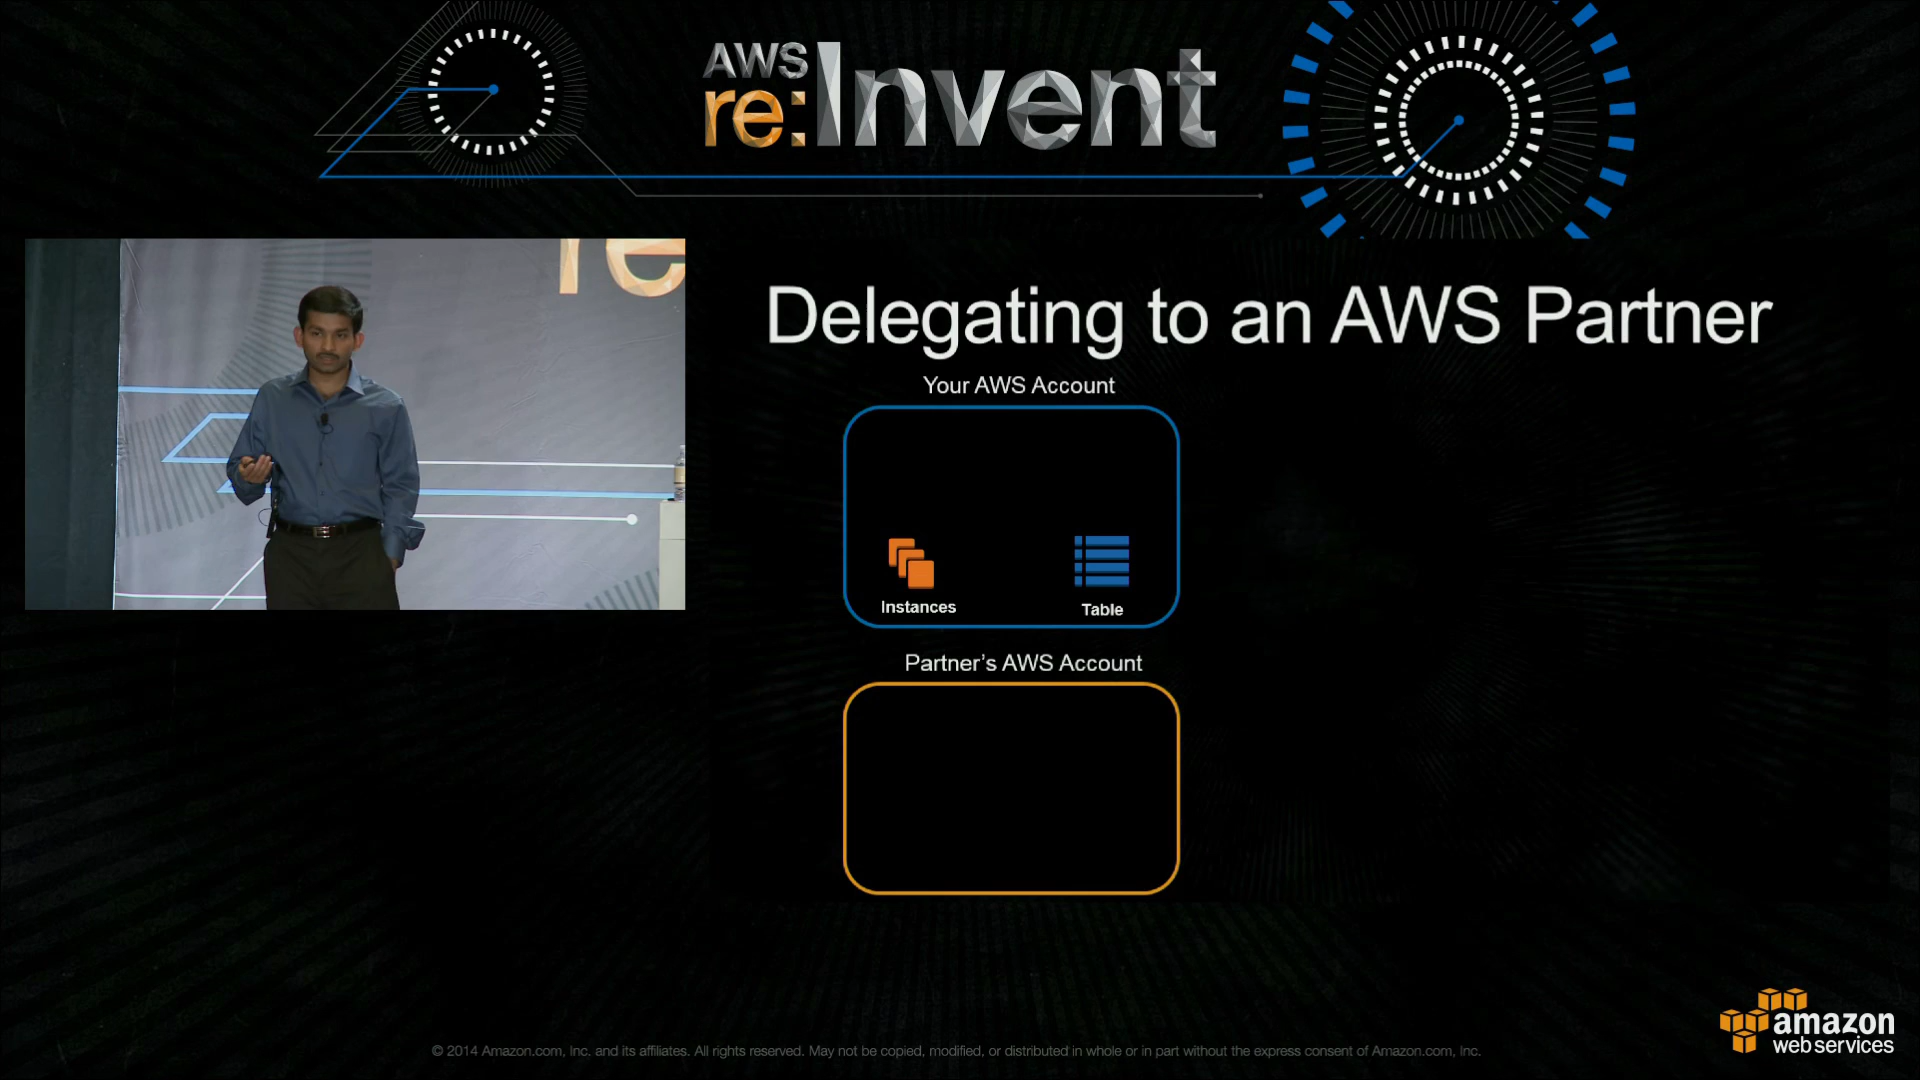 AWS
re:Invent
re
Delegating to an AWS Partner
Your AWS Account
Instances
Table
Partner’s AWS Account
amazon
web services
© 2014 Amazon.com, Inc. and its affiliates. All rights reserved. May not be copied, modified, or distributed in whole or in part without the express consent of Amazon.com, Inc.